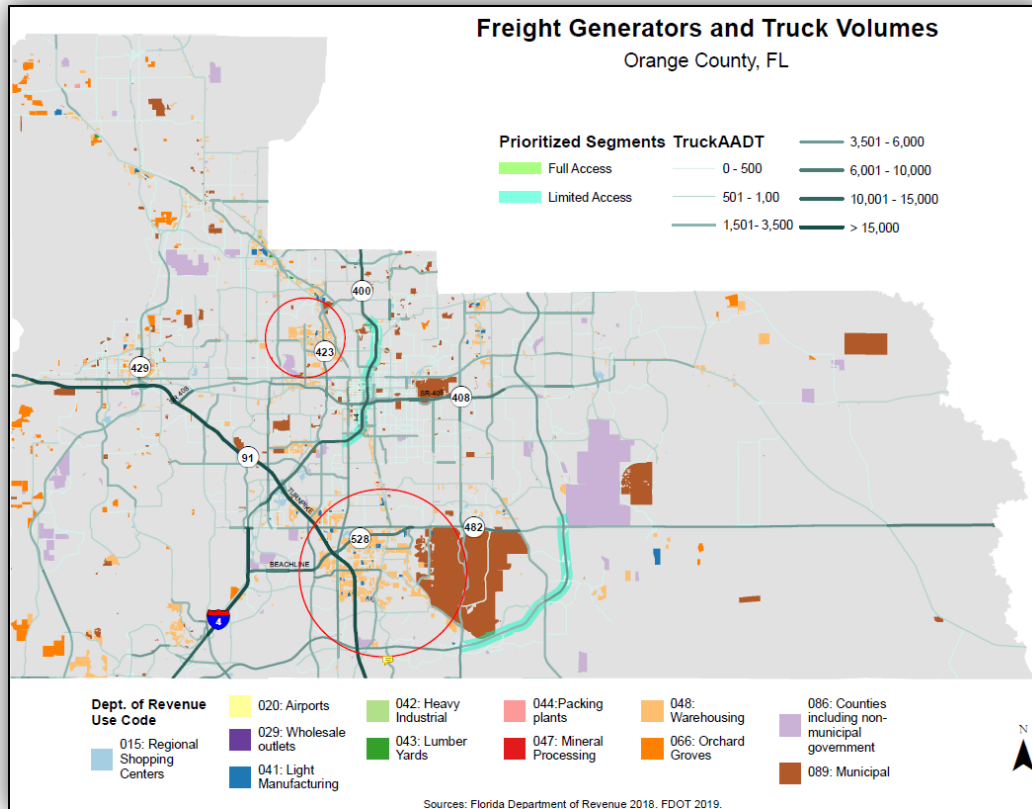 Freight Generators and Truck Volumes
Orange County, FL
Prioritized Segments
Full Access
Limited Access
TruckAADT
0 - 500
501 - 1,00
1,501- 3,500
3,501 - 6,000
6,001 - 10,000
10,001 - 15,000
> 15,000
400
423
429
SR 408
SR 408
408
I-4
91
TURNPIKE
482
528
BEACHLINE
4
Dept. of Revenue
Use Code
015: Regional
Shopping
Centers
020: Airports
029: Wholesale
outlets
041: Light
Manufacturing
042: Heavy
Industrial
043: Lumber
Yards
044:Packing
plants
047: Mineral
Processing
048:
Warehousing
066: Orchard
Groves
086: Counties
including non-
municipal
government
089: Municipal
N
Sources: Florida Department of Revenue 2018. FDOT 2019.